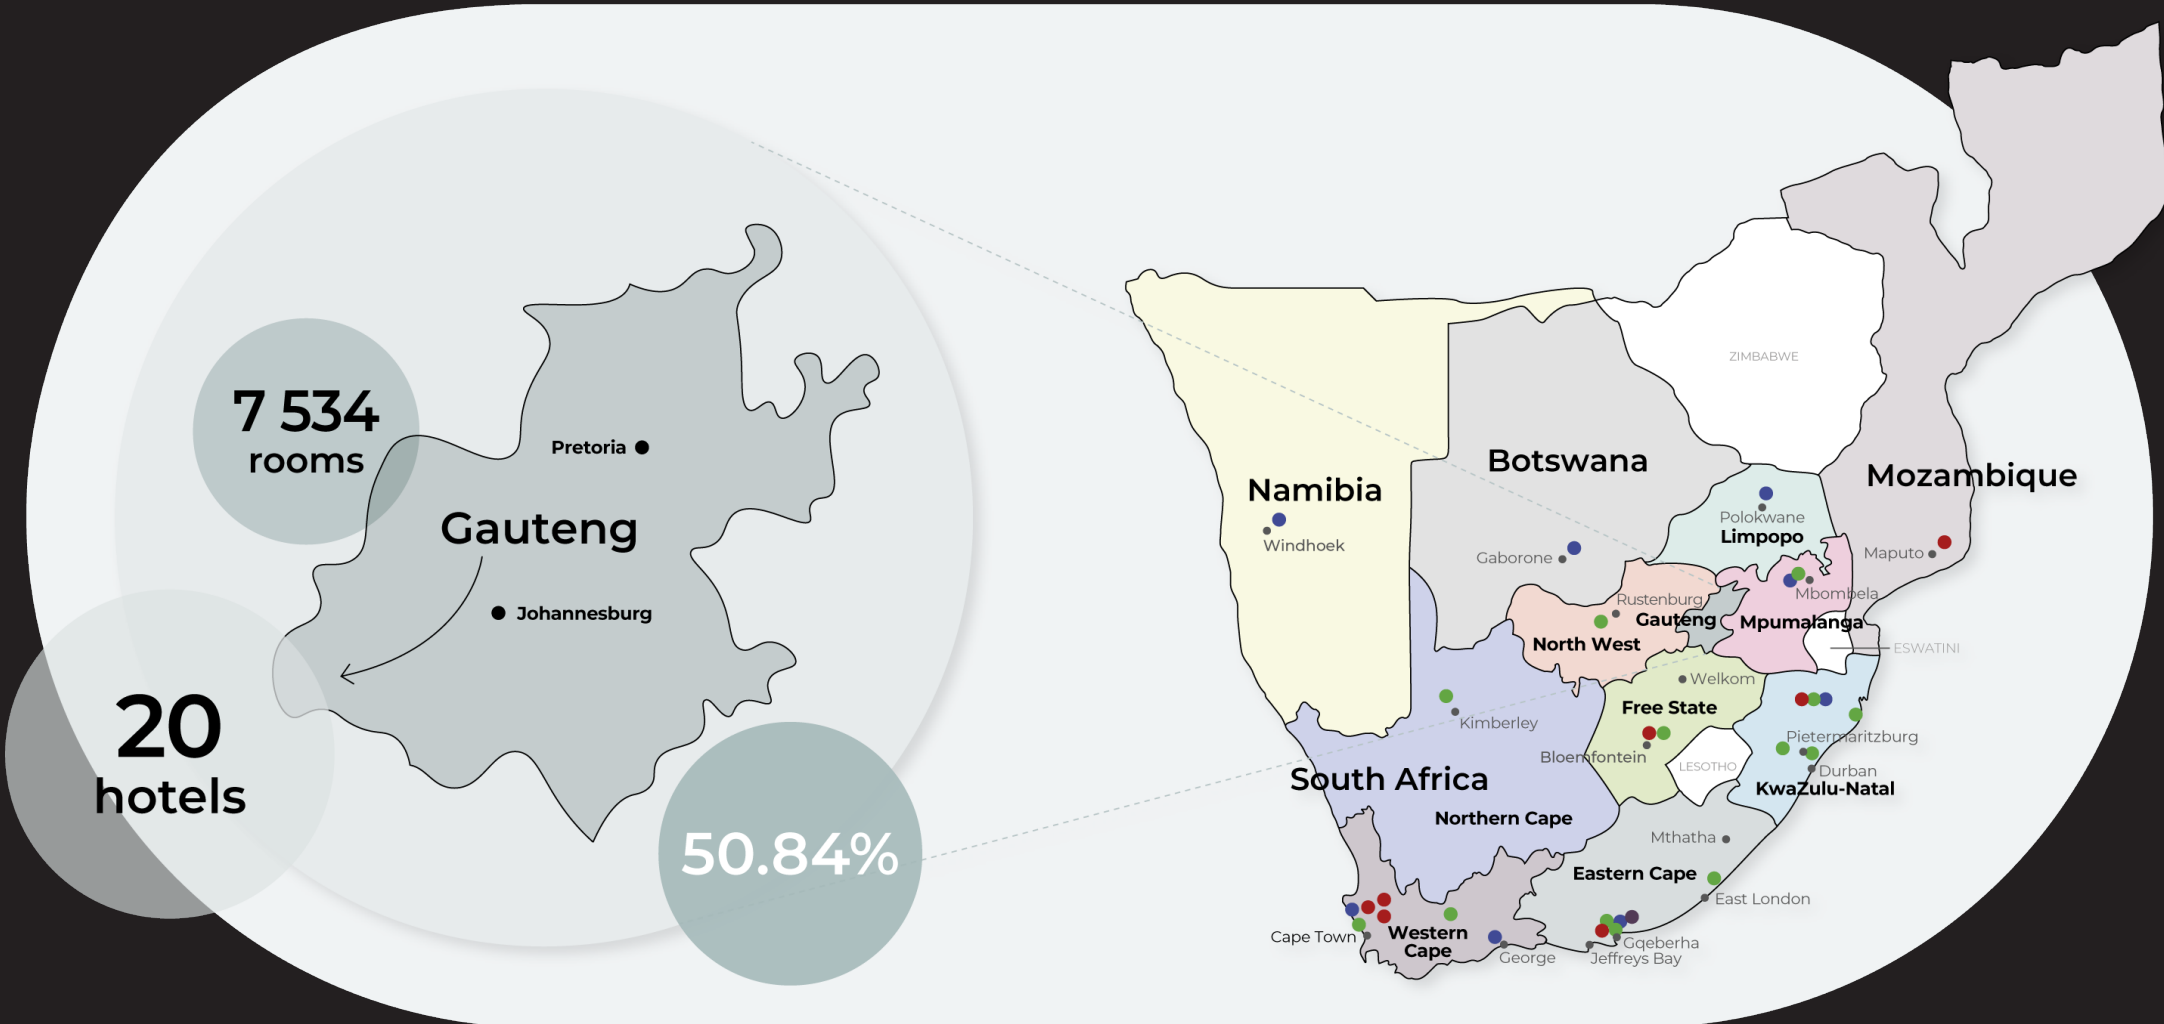 7 534
rooms
Pretoria
Gauteng
Johannesburg
20
hotels
50.84%
Namibia
Windhoek
Botswana
Gaborone
ZIMBABWE
Mozambique
Maputo
Polokwane
Limpopo
Mbombela
Mpumalanga
Rustenburg
Gauteng
North West
ESWATINI
Welkom
Free State
Bloemfontein
LESOTHO
Pietermaritzburg
Durban
KwaZulu-Natal
Kimberley
South Africa
Northern Cape
Mthatha
Eastern Cape
East London
Gqeberha
Jeffreys Bay
Cape Town
Western
Cape
George